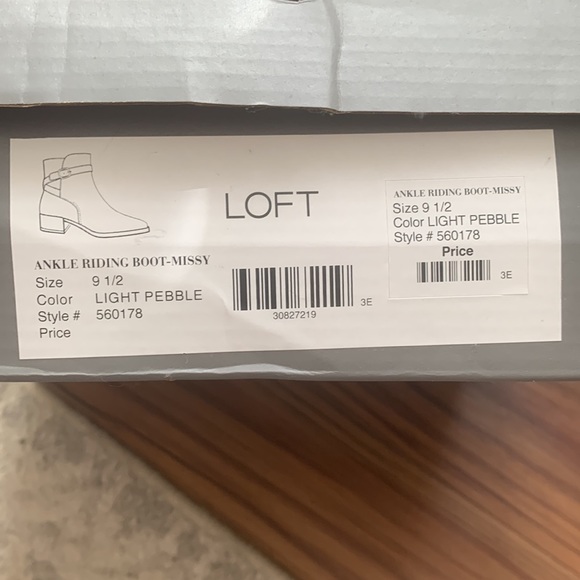 LOFT
ANKLE RIDING BOOT-MISSY
Size 9 1/2
Color LIGHT PEBBLE
Style # 560178
Price
30827219
3E
ANKLE RIDING BOOT-MISSY
Size 9 1/2
Color LIGHT PEBBLE
Style # 560178
Price
3E